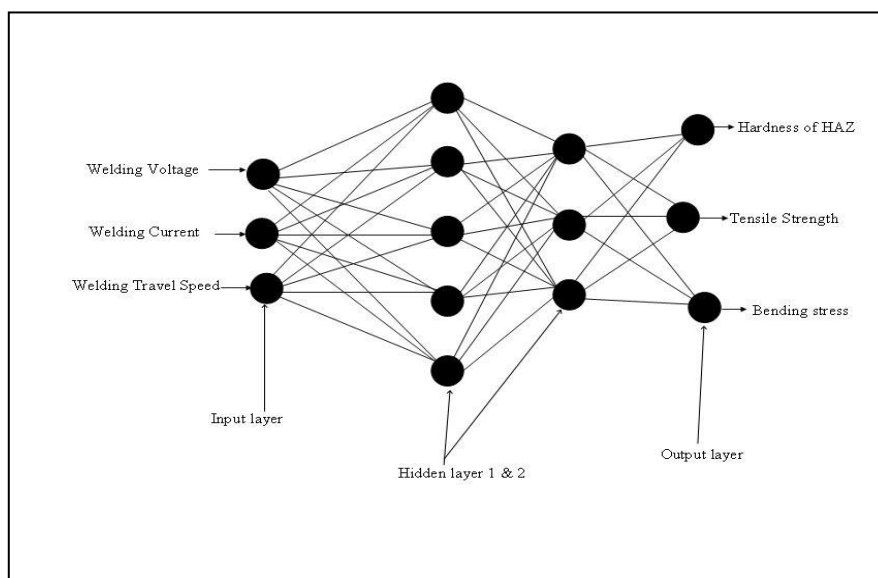 Welding Voltage
Welding Current
Welding Travel Speed
Input layer
Hidden layer 1 & 2
Output layer
Hardness of HAZ
Tensile Strength
Bending stress